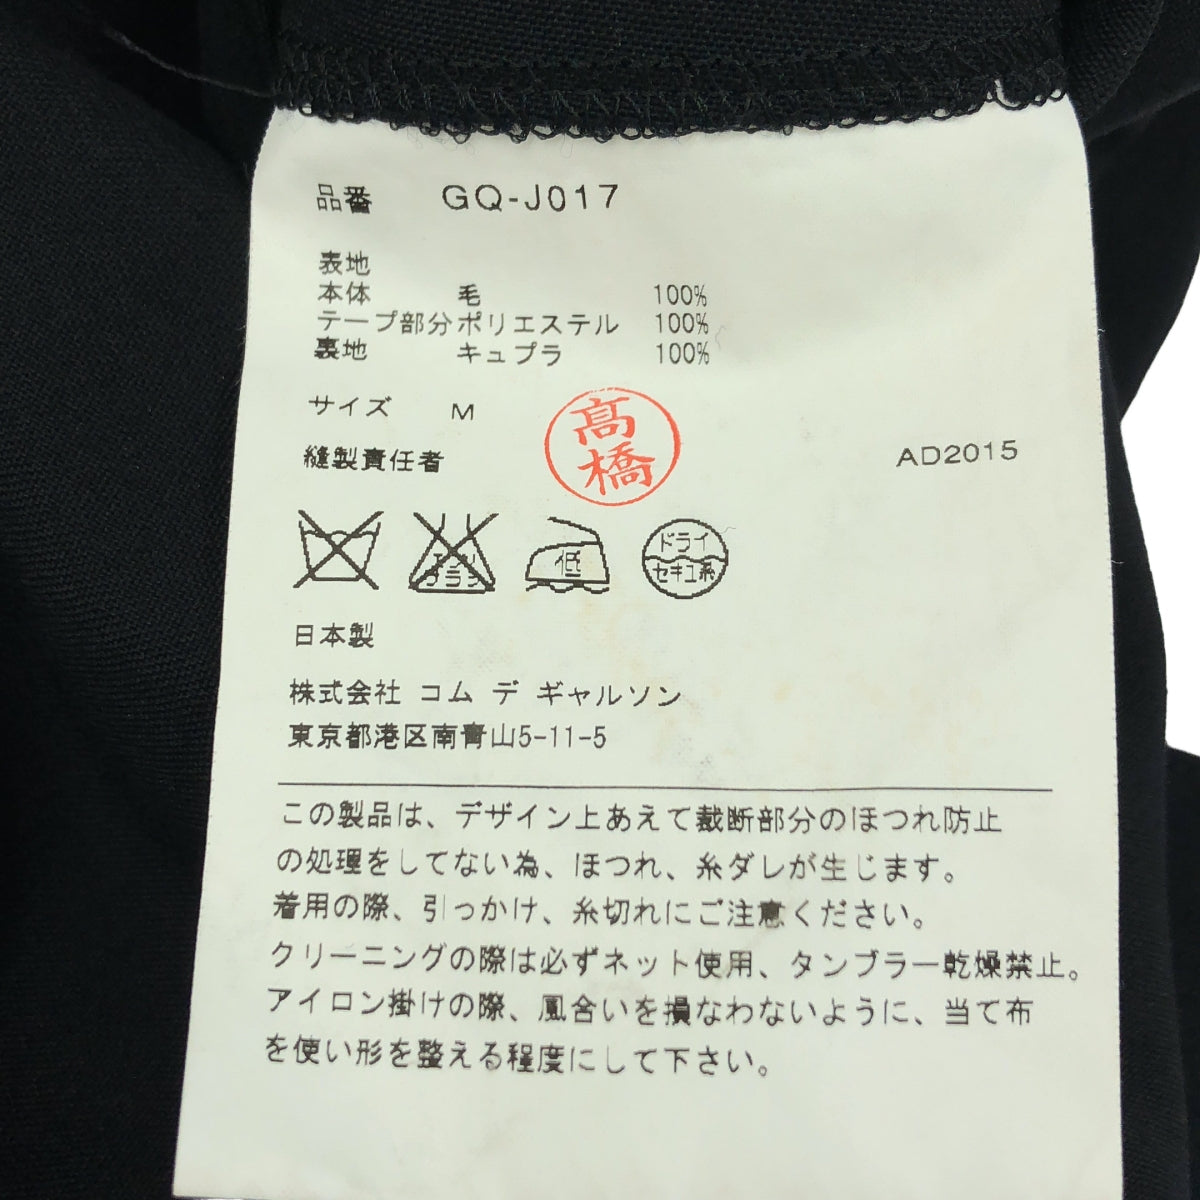 品番 GQ-J017
表地
本体 毛 100%
テープ部分 ポリエステル 100%
裏地 キュプラ 100%
サイズ M
縫製責任者 髙橋 AD2015
エンソ
サラシ
低
ドライ
セキユ系
日本製
株式会社 コム デ ギャルソン
東京都港区南青山5-11-5
この製品は、デザイン上あえて裁断部分のほつれ防止
の処理をしてない為、ほつれ、糸ダレが生じます。
着用の際、引っかけ、糸切れにご注意ください。
クリーニングの際は必ずネット使用、タンブラー乾燥禁止。
アイロン掛けの際、風合いを損なわないように、当て布
を使い形を整える程度にして下さい。